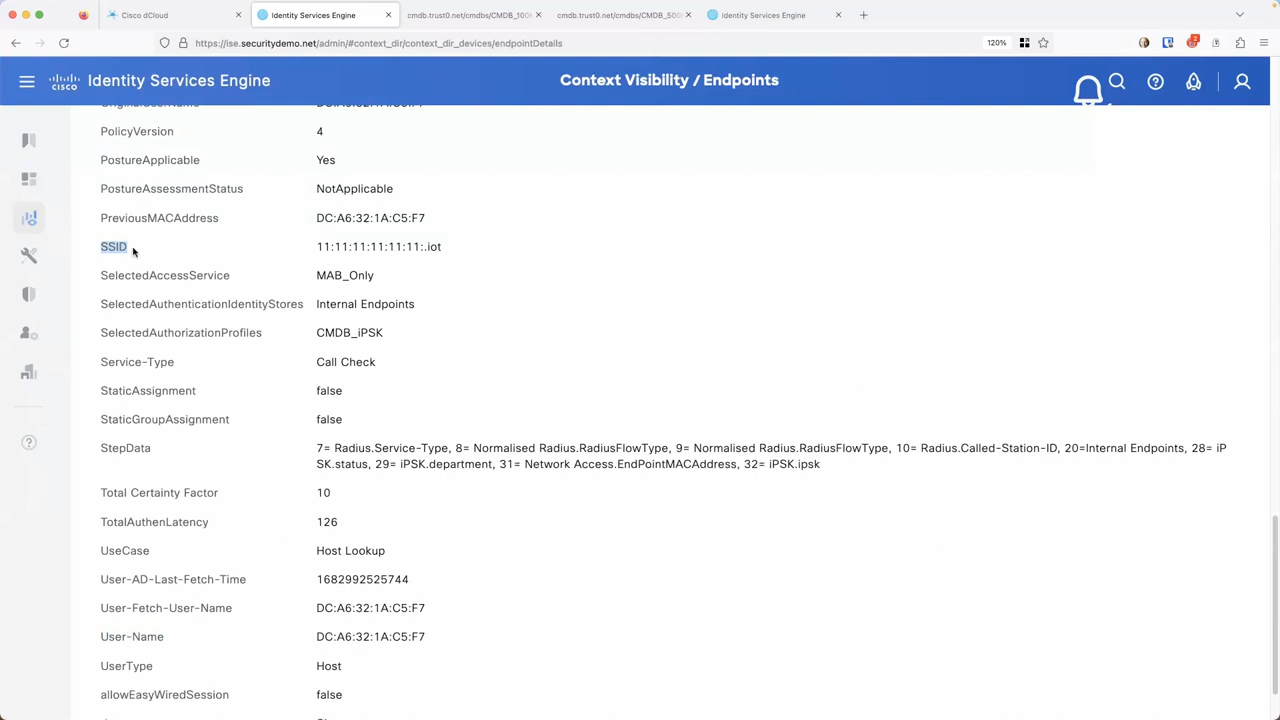 Cisco dCloud
Identity Services Engine
cmdb.trust0.net/cmdbs/CMDB_100
cmdb.trust0.net/cmdbs/CMDB_500
Identity Services Engine
https://ise.securitydemo.net/admin/#context_dir/context_dir_devices/endpointDetails
120%
2
cisco
Identity Services Engine
Context Visibility / Endpoints
PolicyVersion 4
PostureApplicable Yes
PostureAssessmentStatus NotApplicable
PreviousMACAddress DC:A6:32:1A:C5:F7
SSID 11:11:11:11:11:11:.iot
SelectedAccessService MAB_Only
SelectedAuthenticationIdentityStores Internal Endpoints
SelectedAuthorizationProfiles CMDB_iPSK
Service-Type Call Check
StaticAssignment false
StaticGroupAssignment false
StepData 7= Radius.Service-Type, 8= Normalised Radius.RadiusFlowType, 9= Normalised Radius.RadiusFlowType, 10= Radius.Called-Station-ID, 20=Internal Endpoints, 28= iP
SK.status, 29= iPSK.department, 31= Network Access.EndPointMACAddress, 32= iPSK.ipsk
Total Certainty Factor 10
TotalAuthenLatency 126
UseCase Host Lookup
User-AD-Last-Fetch-Time 1682992525744
User-Fetch-User-Name DC:A6:32:1A:C5:F7
User-Name DC:A6:32:1A:C5:F7
UserType Host
allowEasyWiredSession false